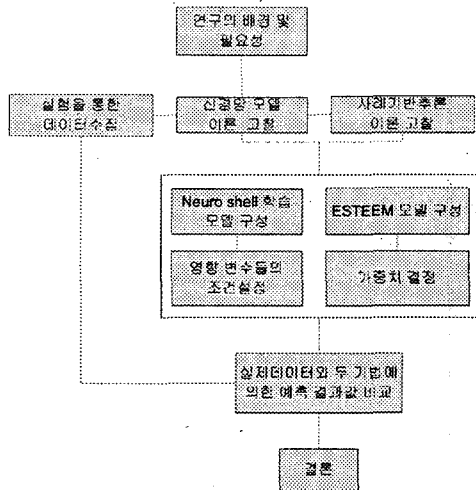 연구의 배경 및
필요성
실험을 통한
데이터수집
신경망 모델
이론 고찰
사례기반추론
이론 고찰
Neuro shell 학습
모델 구성
ESTEEM 모델 구성
영향 변수들의
조건설정
가중치 결정
실제데이터와 두 기법에
의한 예측 결과값 비교
결론